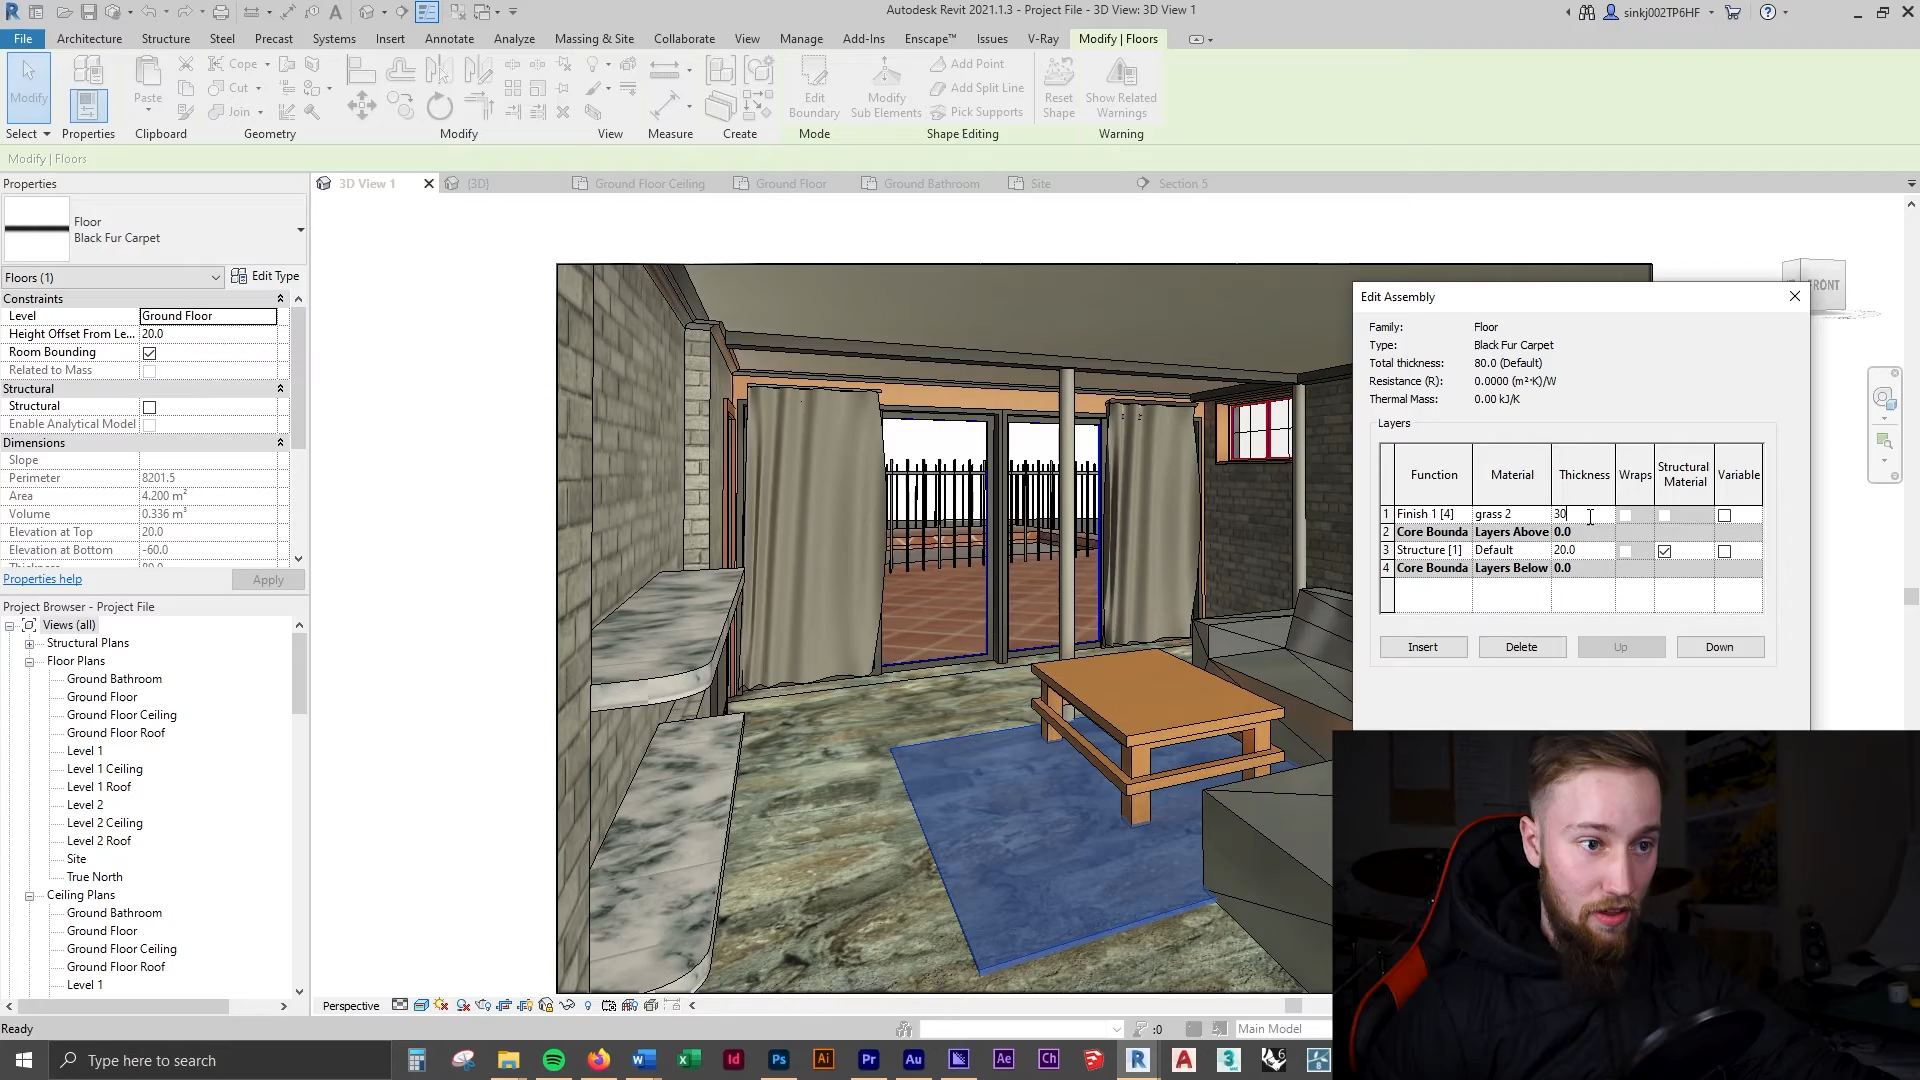 Autodesk Revit 2021.1.3 - Project File - 3D View: 3D View 1
sinkj002TP6HF
File Architecture Structure Steel Precast Systems Insert Annotate Analyze Massing & Site Collaborate View Manage Add-Ins Enscape™ Issues V-Ray Modify | Floors
Modify
Paste
Cope
Cut
Join
Edit Boundary
Modify Sub Elements
Add Point
Add Split Line
Pick Supports
Reset Shape
Show Related Warnings
Select Properties Clipboard Geometry Modify View Measure Create Mode Shape Editing Warning
Modify | Floors
Properties
3D View 1 {3D} Ground Floor Ceiling Ground Floor Ground Bathroom Site Section 5
Floor
Black Fur Carpet
Floors (1) Edit Type
Constraints
Level Ground Floor
Height Offset From Le... 20.0
Room Bounding
Related to Mass
Structural
Structural
Enable Analytical Model
Dimensions
Slope
Perimeter 8201.5
Area 4.200 m²
Volume 0.336 m³
Elevation at Top 20.0
Elevation at Bottom -60.0
Properties help Apply
Project Browser - Project File
Views (all)
Structural Plans
Floor Plans
Ground Bathroom
Ground Floor
Ground Floor Ceiling
Ground Floor Roof
Level 1
Level 1 Ceiling
Level 1 Roof
Level 2
Level 2 Ceiling
Level 2 Roof
Site
True North
Ceiling Plans
Ground Bathroom
Ground Floor
Ground Floor Ceiling
Ground Floor Roof
Level 1
FRONT
Edit Assembly
Family: Floor
Type: Black Fur Carpet
Total thickness: 80.0 (Default)
Resistance (R): 0.0000 (m²·K)/W
Thermal Mass: 0.00 kJ/K
Layers
Function Material Thickness Wraps Structural Material Variable
1 Finish 1 [4] grass 2 30
2 Core Bounda Layers Above 0.0
3 Structure [1] Default 20.0
4 Core Bounda Layers Below 0.0
Insert Delete Up Down
Perspective
Ready
:0 Main Model
Type here to search
Id Ps Ai Pr Au Ae Ch R A 3